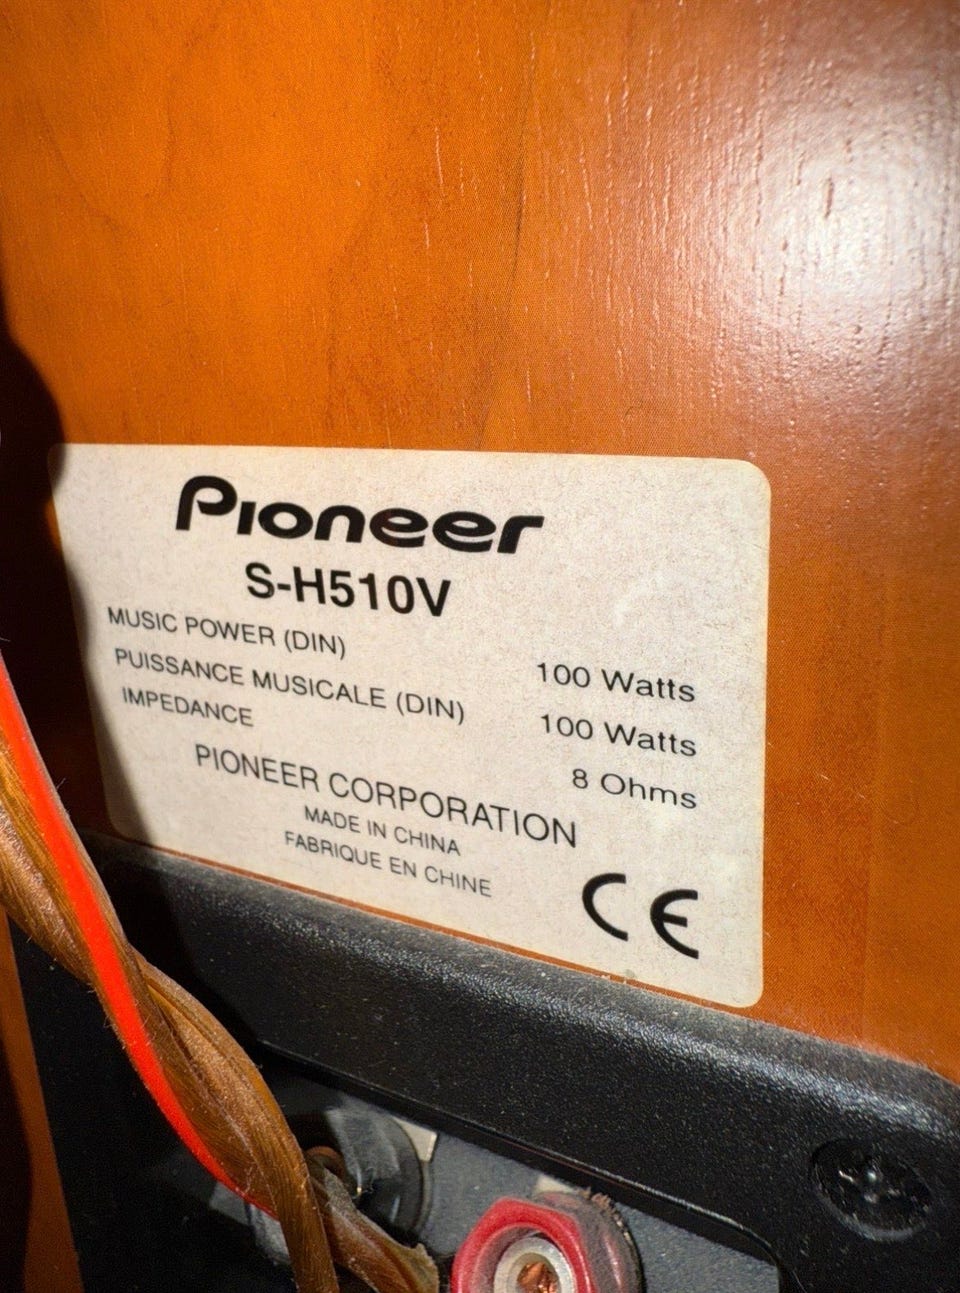 Pioneer
S-H510V
MUSIC POWER (DIN) 100 Watts
PUISSANCE MUSICALE (DIN) 100 Watts
IMPEDANCE 8 Ohms
PIONEER CORPORATION
MADE IN CHINA
FABRIQUE EN CHINE
CE